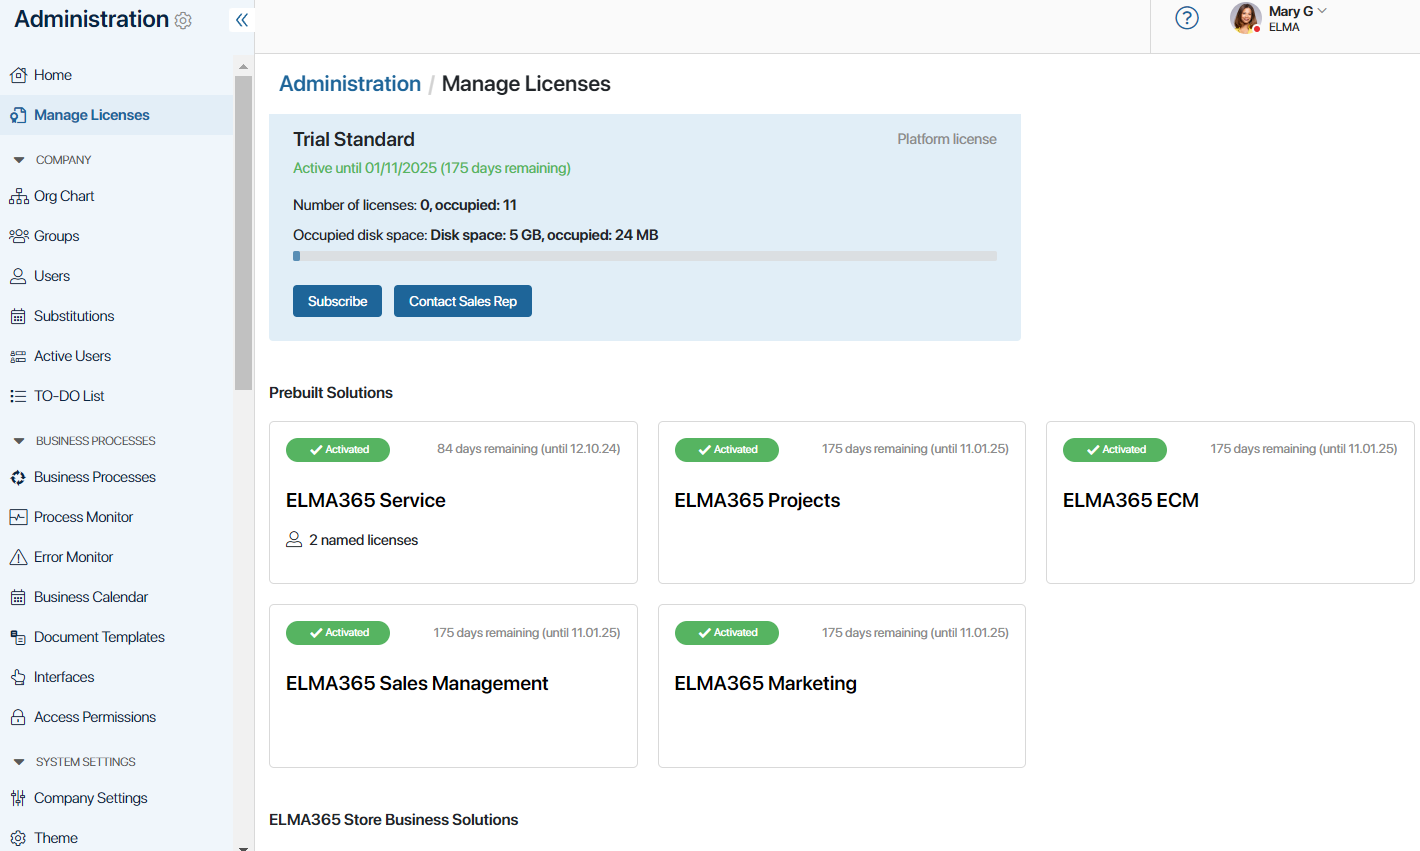 Administration
Home
Manage Licenses
COMPANY
Org Chart
Groups
Users
Substitutions
Active Users
TO-DO List
BUSINESS PROCESSES
Business Processes
Process Monitor
Error Monitor
Business Calendar
Document Templates
Interfaces
Access Permissions
SYSTEM SETTINGS
Company Settings
Theme
?
Mary G
ELMA
Administration / Manage Licenses
Trial Standard
Platform license
Active until 01/11/2025 (175 days remaining)
Number of licenses: 0, occupied: 11
Occupied disk space: Disk space: 5 GB, occupied: 24 MB
Subscribe
Contact Sales Rep
Prebuilt Solutions
Activated
84 days remaining (until 12.10.24)
ELMA365 Service
2 named licenses
Activated
175 days remaining (until 11.01.25)
ELMA365 Projects
Activated
175 days remaining (until 11.01.25)
ELMA365 ECM
Activated
175 days remaining (until 11.01.25)
ELMA365 Sales Management
Activated
175 days remaining (until 11.01.25)
ELMA365 Marketing
ELMA365 Store Business Solutions